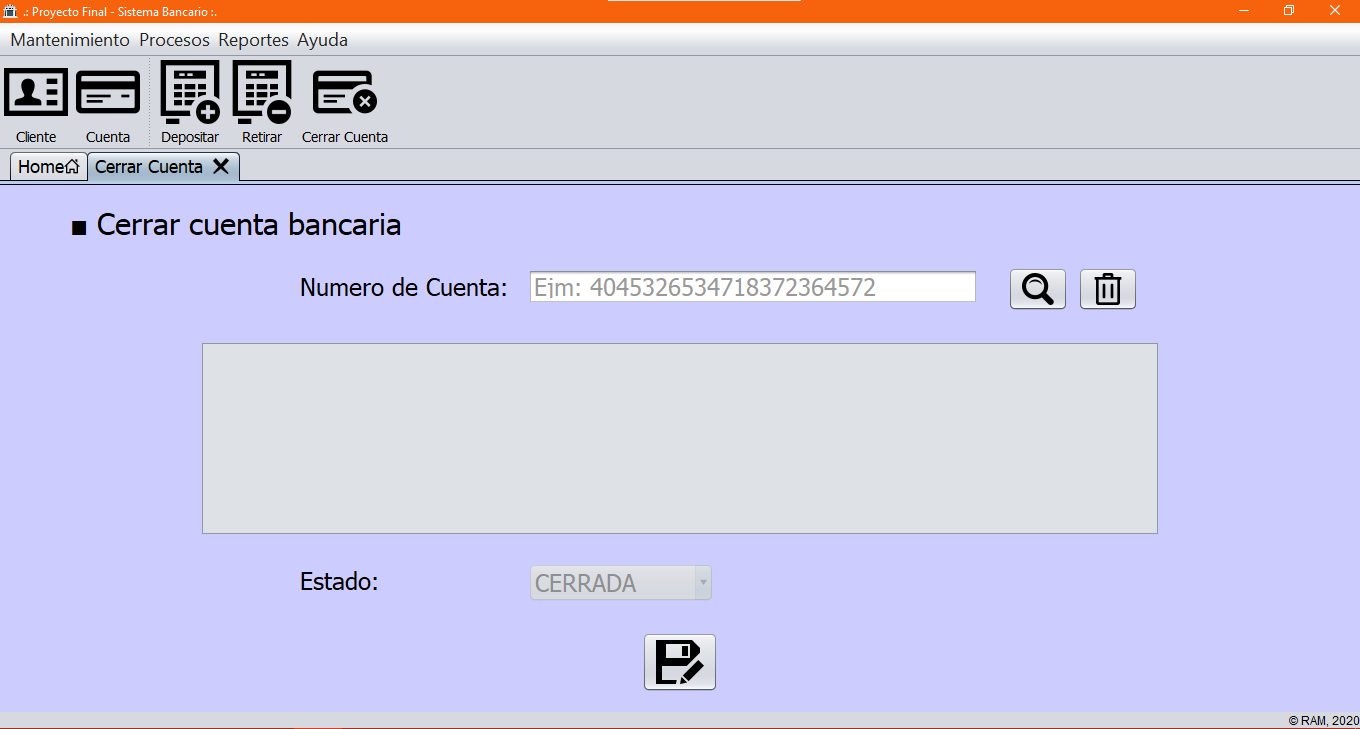 .: Proyecto Final - Sistema Bancario :.
Mantenimiento Procesos Reportes Ayuda
Cliente Cuenta Depositar Retirar Cerrar Cuenta
Home Cerrar Cuenta
Cerrar cuenta bancaria
Numero de Cuenta: Ejm: 4045326534718372364572
Estado: CERRADA
© RAM, 2020